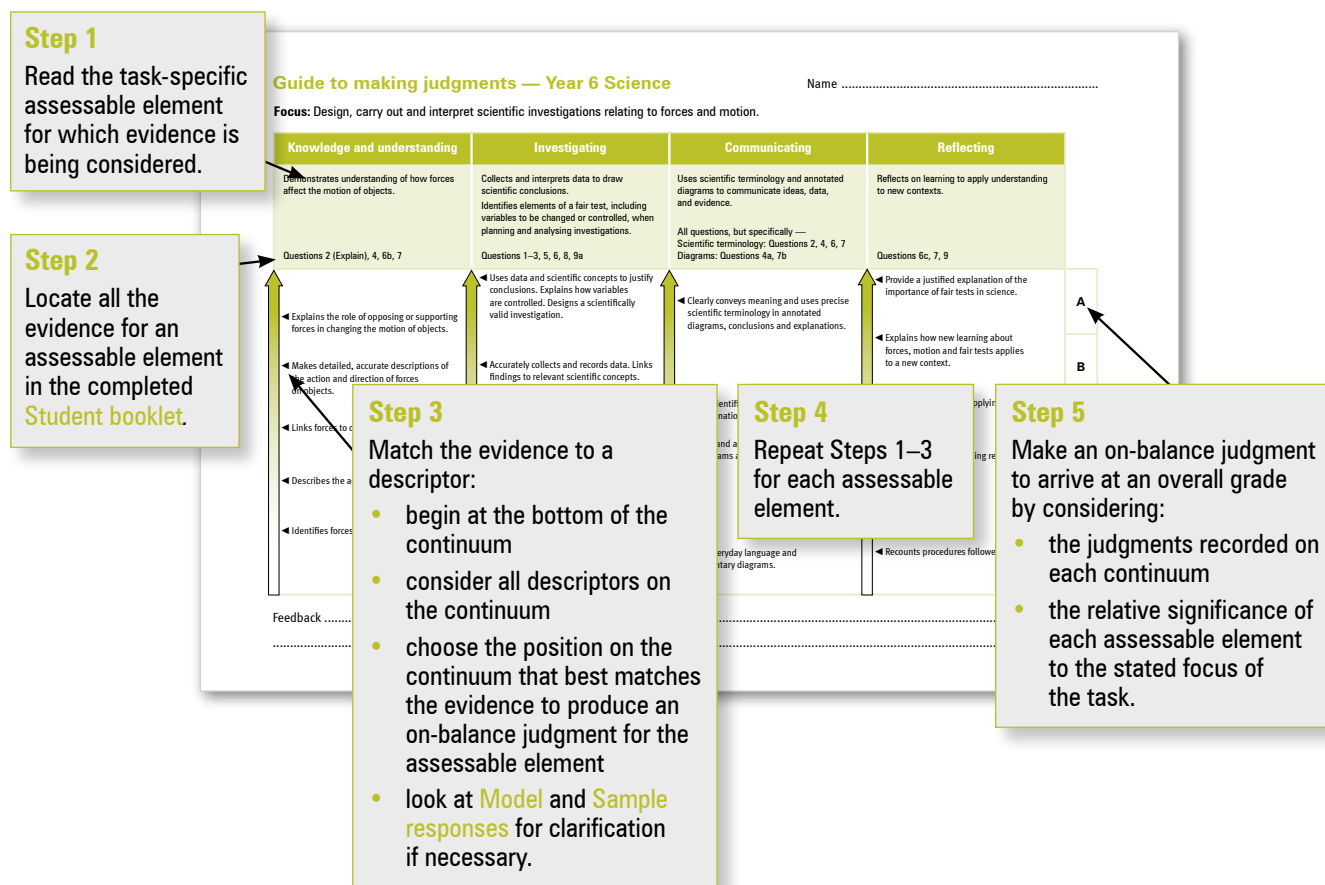 Step 1
Read the task-specific
assessable element
for which evidence is
being considered.
Step 2
Locate all the
evidence for an
assessable element
in the completed
Student booklet.
Guide to making judgments — Year 6 Science
Name ..........................................................................
Focus: Design, carry out and interpret scientific investigations relating to forces and motion.
Knowledge and understanding
Demonstrates understanding of how forces
affect the motion of objects.
Questions 2 (Explain), 4, 6b, 7
Explains the role of opposing or supporting
forces in changing the motion of objects.
Makes detailed, accurate descriptions of
the action and direction of forces
on objects.
Links forces to
Describes the
Identifies forces
Investigating
Collects and interprets data to draw
scientific conclusions.
Identifies elements of a fair test, including
variables to be changed or controlled, when
planning and analysing investigations.
Questions 1–3, 5, 6, 8, 9a
Uses data and scientific concepts to justify
conclusions. Explains how variables
are controlled. Designs a scientifically
valid investigation.
Accurately collects and records data. Links
findings to relevant scientific concepts.
Communicating
Uses scientific terminology and annotated
diagrams to communicate ideas, data,
and evidence.
All questions, but specifically —
Scientific terminology: Questions 2, 4, 6, 7
Diagrams: Questions 4a, 7b
Clearly conveys meaning and uses precise
scientific terminology in annotated
diagrams, conclusions and explanations.
and
language and
diagrams.
Reflecting
Reflects on learning to apply understanding
to new contexts.
Questions 6c, 7, 9
Provide a justified explanation of the
importance of fair tests in science.
Explains how new learning about
forces, motion and fair tests applies
to a new context.
Recounts procedures
A
B
Feedback
Step 3
Match the evidence to a
descriptor:
• begin at the bottom of the
continuum
• consider all descriptors on
the continuum
• choose the position on the
continuum that best matches
the evidence to produce an
on-balance judgment for the
assessable element
• look at Model and Sample
responses for clarification
if necessary.
Step 4
Repeat Steps 1–3
for each assessable
element.
Step 5
Make an on-balance judgment
to arrive at an overall grade
by considering:
• the judgments recorded on
each continuum
• the relative significance of
each assessable element
to the stated focus of
the task.